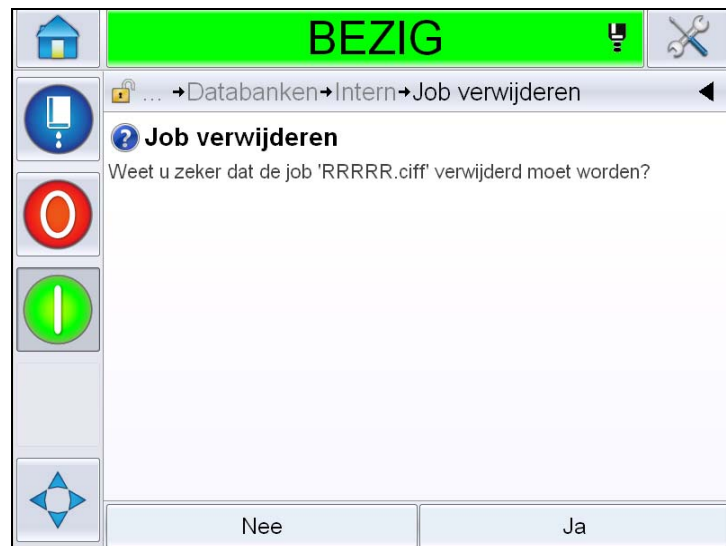 BEZIG
... →Databanken→Intern→Job verwijderen
Job verwijderen
Weet u zeker dat de job 'RRRRR.ciff' verwijderd moet worden?
Nee
Ja